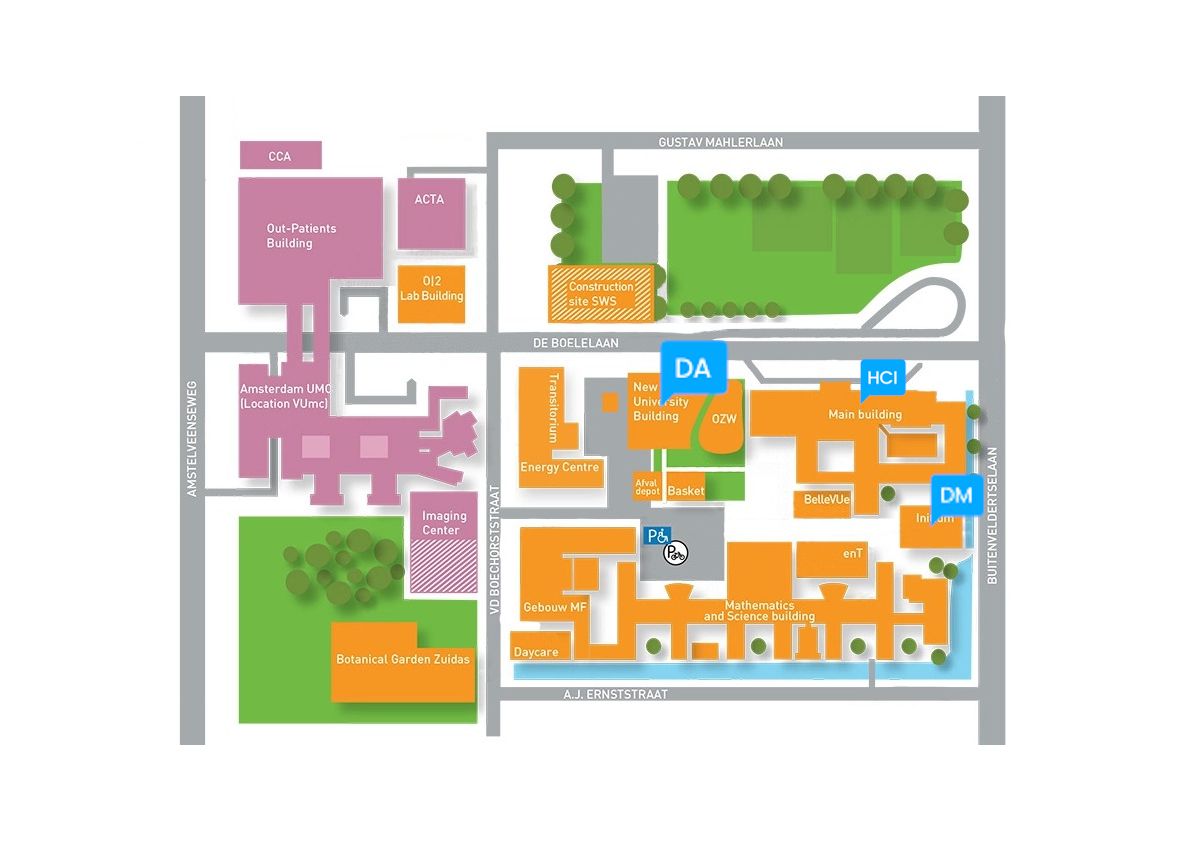 GUSTAV MAHLERLAAN
CCA
ACTA
Out-Patients
Building
O|2
Lab Building
Construction
site SWS
DE BOELELAAN
AMSTELVEENSEWEG
Amsterdam UMC
(Location VUmc)
Transitorium
New
University
Building
DA
OZW
HCI
Main building
Energy Centre
Afval
depot
Basket
BelleVUe
DM
Initium
BUITENVELDERTSELAAN
Imaging
Center
VD BOECHORSTSTRAAT
P
P
enT
Gebouw MF
Mathematics
and Science building
Daycare
Botanical Garden Zuidas
A.J. ERNSTSTRAAT